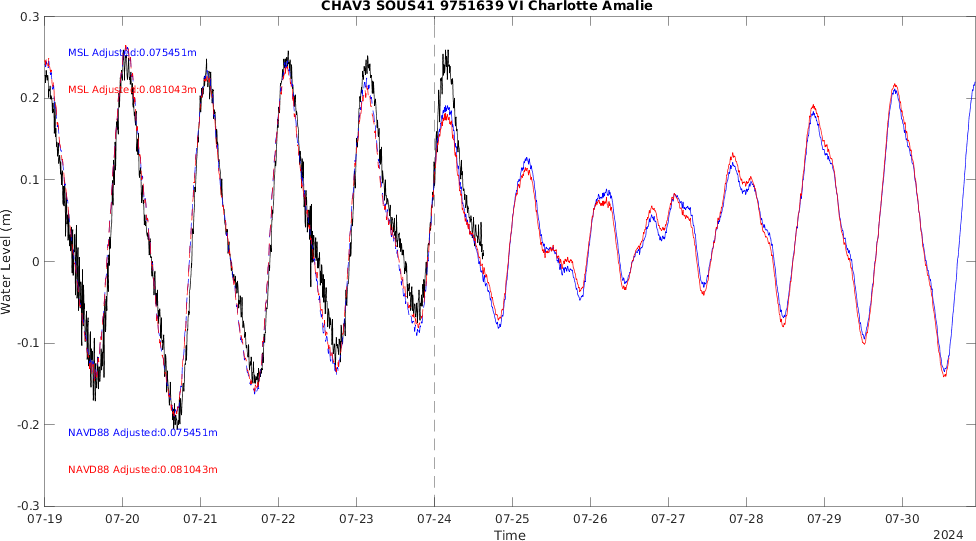 CHAV3 SOUS41 9751639 VI Charlotte Amalie
0.3
MSL Adjusted:0.075451m
MSL Adjusted:0.081043m
0.2
0.1
0
-0.1
-0.2
-0.3
Water Level (m)
NAVD88 Adjusted:0.075451m
NAVD88 Adjusted:0.081043m
07-19 07-20 07-21 07-22 07-23 07-24 07-25 07-26 07-27 07-28 07-29 07-30
Time
2024